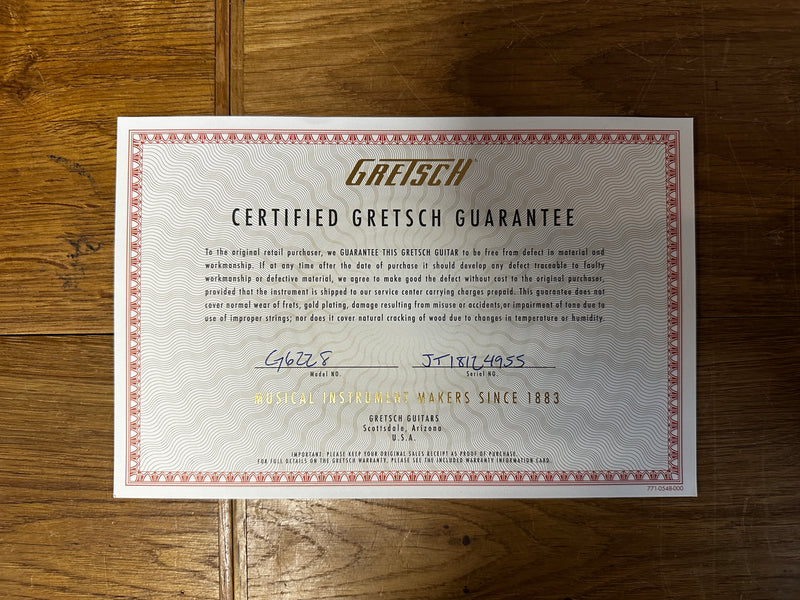 GRETSCH
CERTIFIED GRETSCH GUARANTEE
To the original retail purchaser, we GUARANTEE THIS GRETSCH GUITAR to be free from defect in material and
workmanship. If at any time after the date of purchase it should develop any defect traceable to faulty
workmanship or defective material, we agree to make good the defect without cost to the original purchaser,
provided that the instrument is shipped to our service center carrying charges prepaid. This guarantee does not
cover normal wear of frets, gold plating, damage resulting from misuse or accidents, or impairment of tone due to
use of improper strings; nor does it cover natural cracking of wood due to changes in temperature or humidity.
G6228 JT18124955
Model NO. Serial NO.
MUSICAL INSTRUMENT MAKERS SINCE 1883
GRETSCH GUITARS
Scottsdale, Arizona
U.S.A.
IMPORTANT: PLEASE KEEP YOUR ORIGINAL SALES RECEIPT AS PROOF OF PURCHASE.
FOR FULL DETAILS ON THE GRETSCH WARRANTY, PLEASE SEE THE INCLUDED WARRANTY INFORMATION CARD.
771-0548-000